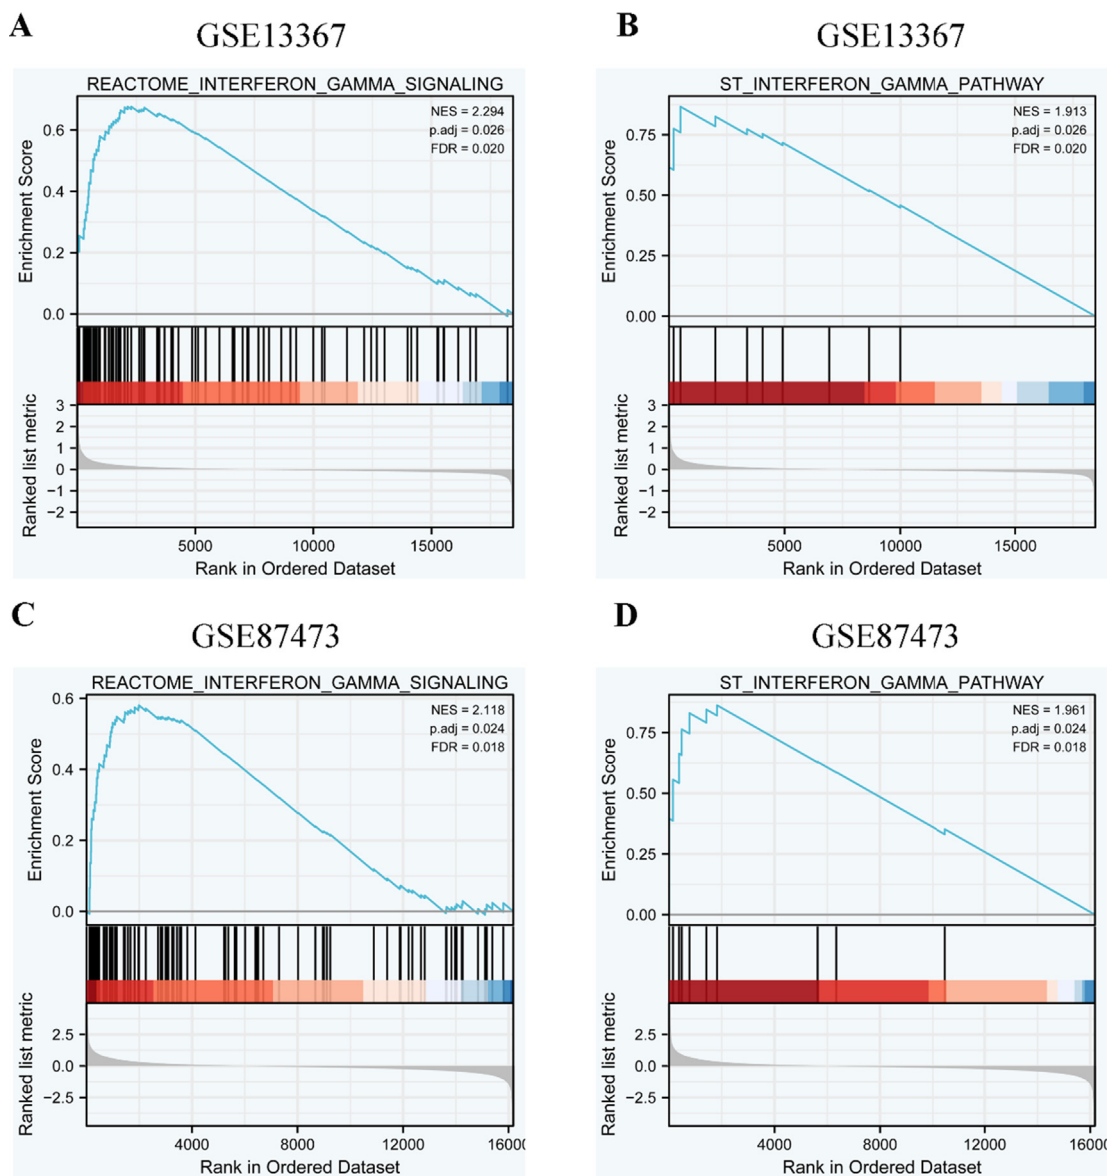 A
GSE13367
REACTOME_INTERFERON_GAMMA_SIGNALING
NES = 2.294
p.adj = 0.026
FDR = 0.020
Enrichment Score
0.6
0.4
0.2
0.0
Ranked list metric
3
2
1
0
−1
−2
5000 10000 15000
Rank in Ordered Dataset
B
GSE13367
ST_INTERFERON_GAMMA_PATHWAY
NES = 1.913
p.adj = 0.026
FDR = 0.020
Enrichment Score
0.75
0.50
0.25
0.00
Ranked list metric
3
2
1
0
−1
−2
5000 10000 15000
Rank in Ordered Dataset
C
GSE87473
REACTOME_INTERFERON_GAMMA_SIGNALING
NES = 2.118
p.adj = 0.024
FDR = 0.018
Enrichment Score
0.6
0.4
0.2
0.0
Ranked list metric
2.5
0.0
−2.5
4000 8000 12000 16000
Rank in Ordered Dataset
D
GSE87473
ST_INTERFERON_GAMMA_PATHWAY
NES = 1.961
p.adj = 0.024
FDR = 0.018
Enrichment Score
0.75
0.50
0.25
0.00
Ranked list metric
2.5
0.0
−2.5
4000 8000 12000 16000
Rank in Ordered Dataset